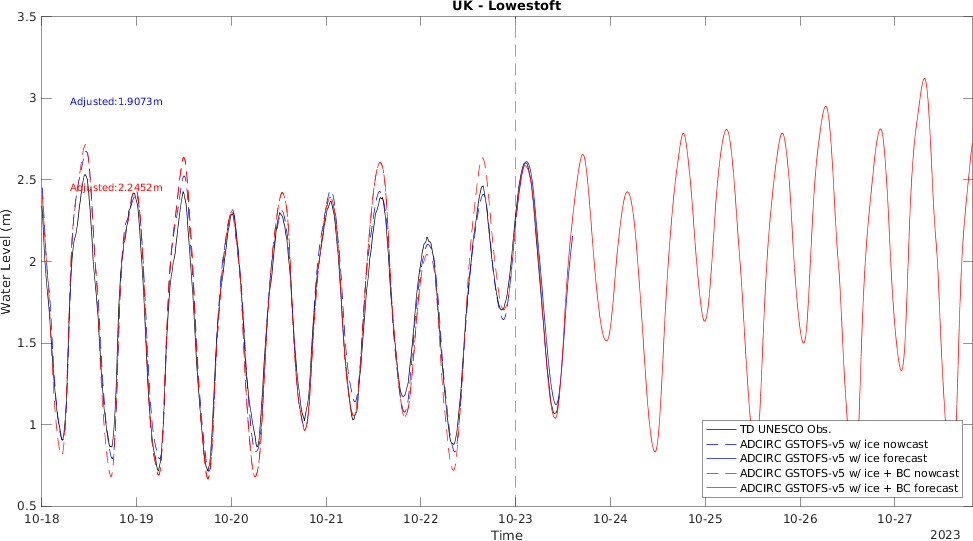 UK - Lowestoft
3.5
3
2.5
2
1.5
1
0.5
Water Level (m)
Adjusted:1.9073m
Adjusted:2.2452m
TD UNESCO Obs.
ADCIRC GSTOFS-v5 w/ ice nowcast
ADCIRC GSTOFS-v5 w/ ice forecast
ADCIRC GSTOFS-v5 w/ ice + BC nowcast
ADCIRC GSTOFS-v5 w/ ice + BC forecast
10-18 10-19 10-20 10-21 10-22 10-23 10-24 10-25 10-26 10-27
Time
2023